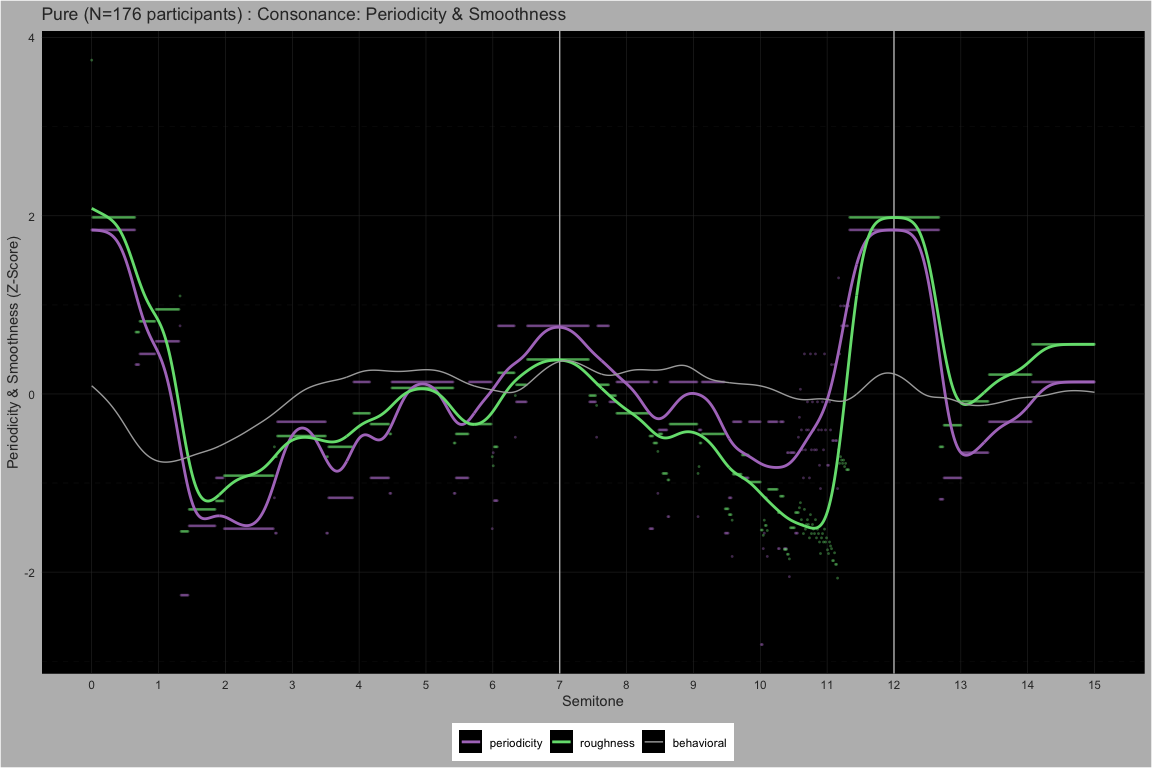 Pure (N=176 participants) : Consonance: Periodicity & Smoothness
Periodicity & Smoothness (Z-Score)
4
2
0
-2
0 1 2 3 4 5 6 7 8 9 10 11 12 13 14 15
Semitone
periodicity roughness behavioral